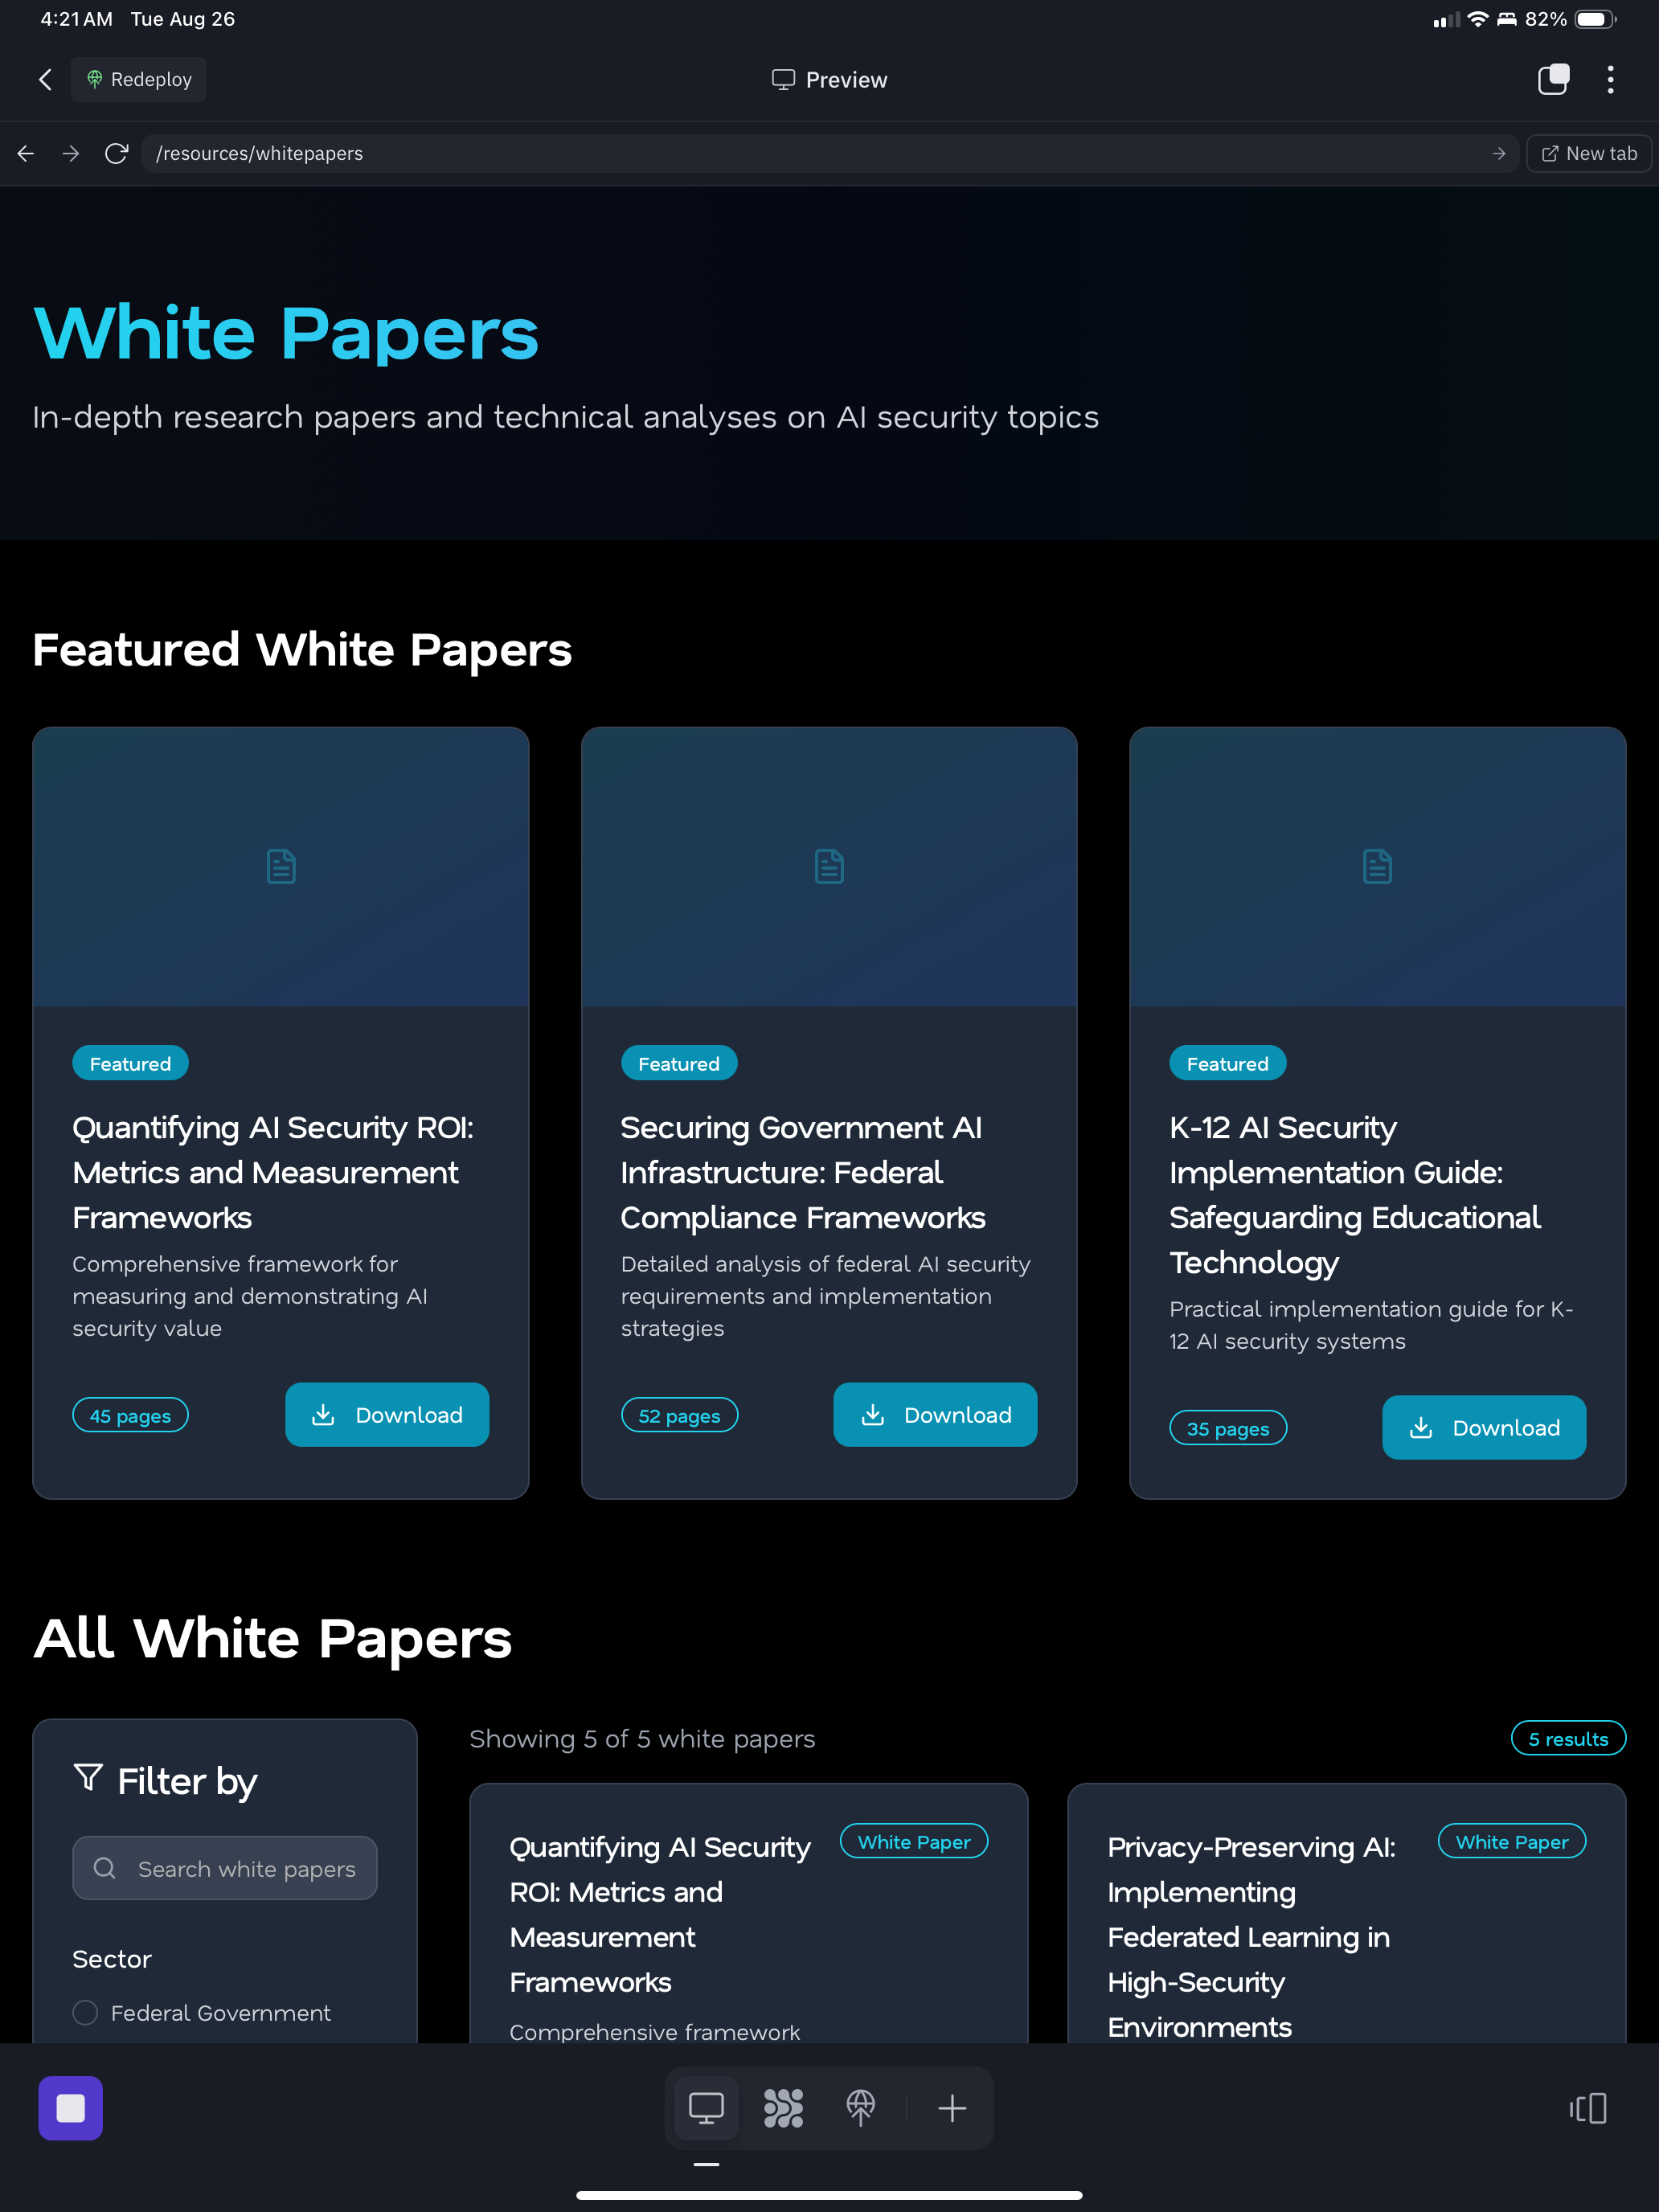 4:21 AM Tue Aug 26
82%
Redeploy
Preview
/resources/whitepapers
New tab
White Papers
In-depth research papers and technical analyses on AI security topics
Featured White Papers
Featured
Quantifying AI Security ROI:
Metrics and Measurement
Frameworks
Comprehensive framework for
measuring and demonstrating AI
security value
45 pages
Download
Featured
Securing Government AI
Infrastructure: Federal
Compliance Frameworks
Detailed analysis of federal AI security
requirements and implementation
strategies
52 pages
Download
Featured
K-12 AI Security
Implementation Guide:
Safeguarding Educational
Technology
Practical implementation guide for K-
12 AI security systems
35 pages
Download
All White Papers
Filter by
Search white papers
Sector
Federal Government
Showing 5 of 5 white papers
5 results
Quantifying AI Security
ROI: Metrics and
Measurement
Frameworks
White Paper
Comprehensive framework
Privacy-Preserving AI:
Implementing
Federated Learning in
High-Security
Environments
White Paper